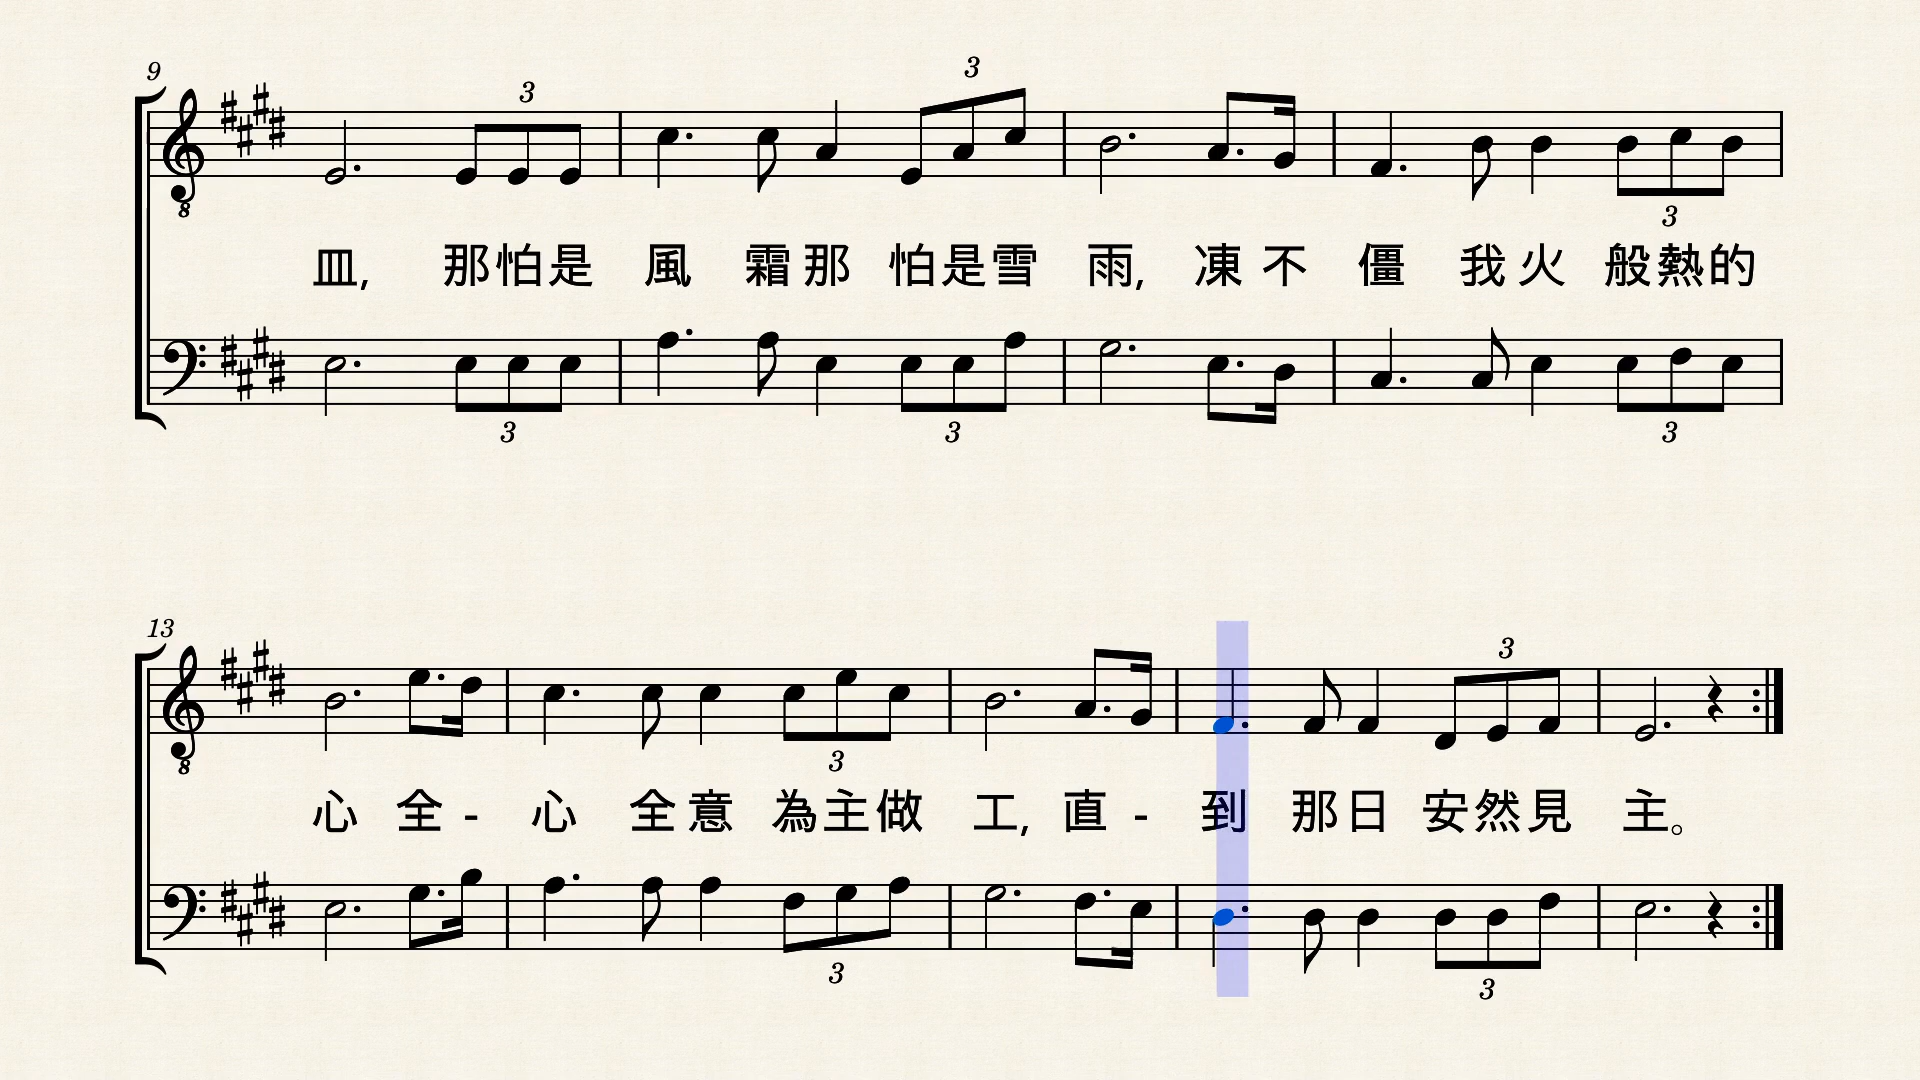 9
3 3
皿, 那怕是 風 霜那 怕是雪 雨, 凍不 僵 我火 般熱的
3
3 3 3
13
3
心 全 - 心 全意 為主做 工, 直 - 到 那日 安然見 主。
3
3 3